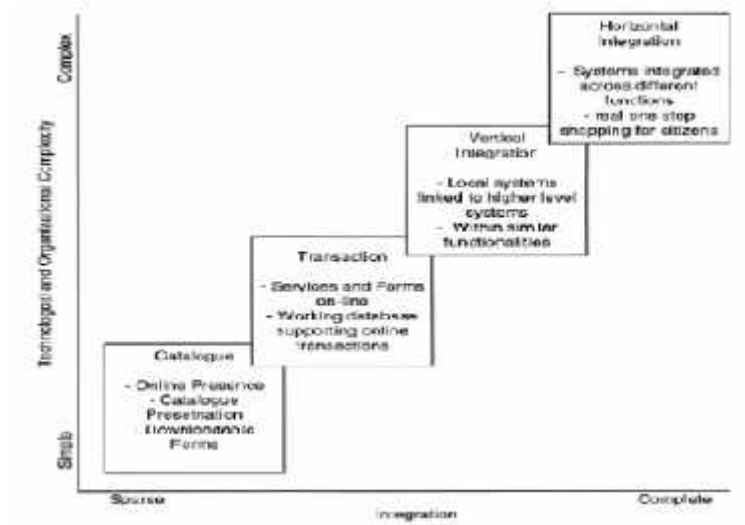 Complex
Technological and Organisational Complexity
Simple
Horizontal
Integration
- Systems integrated
across different
functions
- real one stop
shopping for citizens
Vertical
Integration
- Local systems
linked to higher level
systems
- Within similar
functionalities
Transaction
- Services and Forms
on-line
- Working database
supporting online
transactions
Catalogue
- Online Presence
- Catalogue
Presetnation
- Downloadable
Forms
Sparse
Complete
Integration